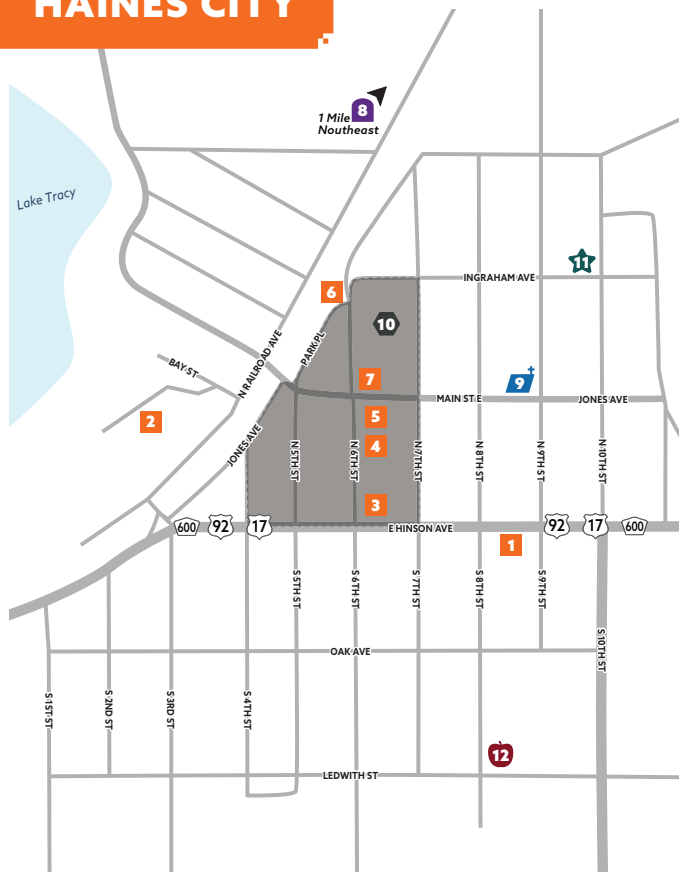 HAINES CITY
8
1 Mile
Noutheast
Lake Tracy
11
INGRAHAM AVE
6
10
PARK PL
N RAILROAD AVE
BAY ST
7
9
MAIN ST E
JONES AVE
2
5
4
JONES AVE
N 5TH ST
N 6TH ST
N 7TH ST
N 8TH ST
N 9TH ST
N 10TH ST
3
600
92
17
E HINSON AVE
92
17
600
1
S 5TH ST
S 6TH ST
S 7TH ST
S 8TH ST
S 9TH ST
OAK AVE
S 10TH ST
S 1ST ST
S 2ND ST
S 3RD ST
S 4TH ST
12
LEDWITH ST